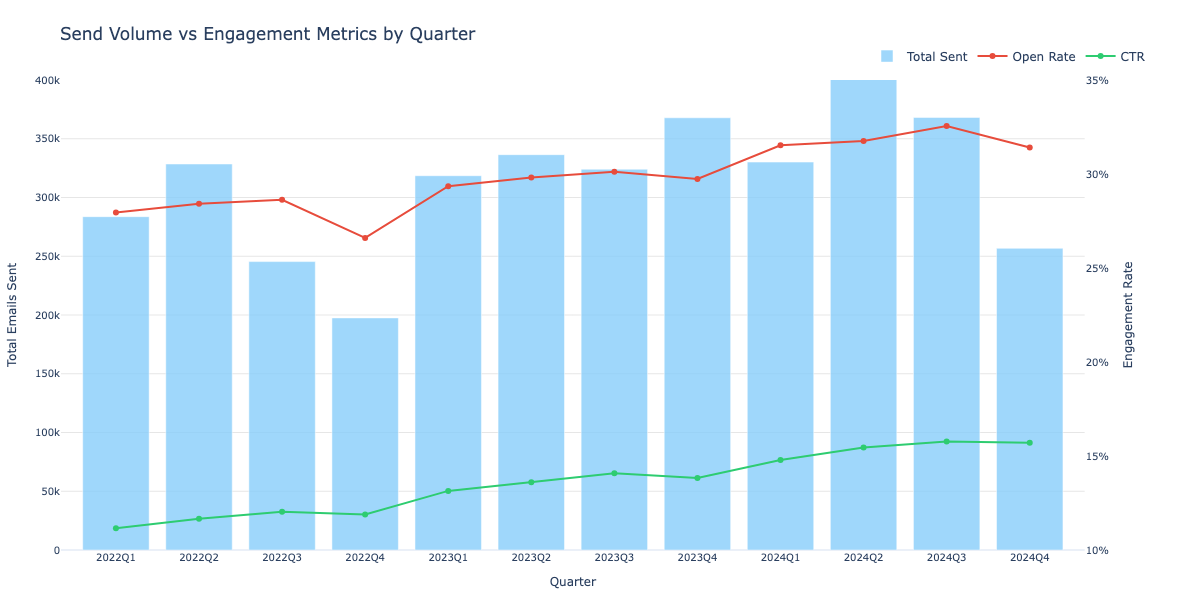 Send Volume vs Engagement Metrics by Quarter
Total Sent Open Rate CTR
400k
350k
300k
250k
200k
150k
100k
50k
0
Total Emails Sent
35%
30%
25%
20%
15%
10%
Engagement Rate
2022Q1 2022Q2 2022Q3 2022Q4 2023Q1 2023Q2 2023Q3 2023Q4 2024Q1 2024Q2 2024Q3 2024Q4
Quarter